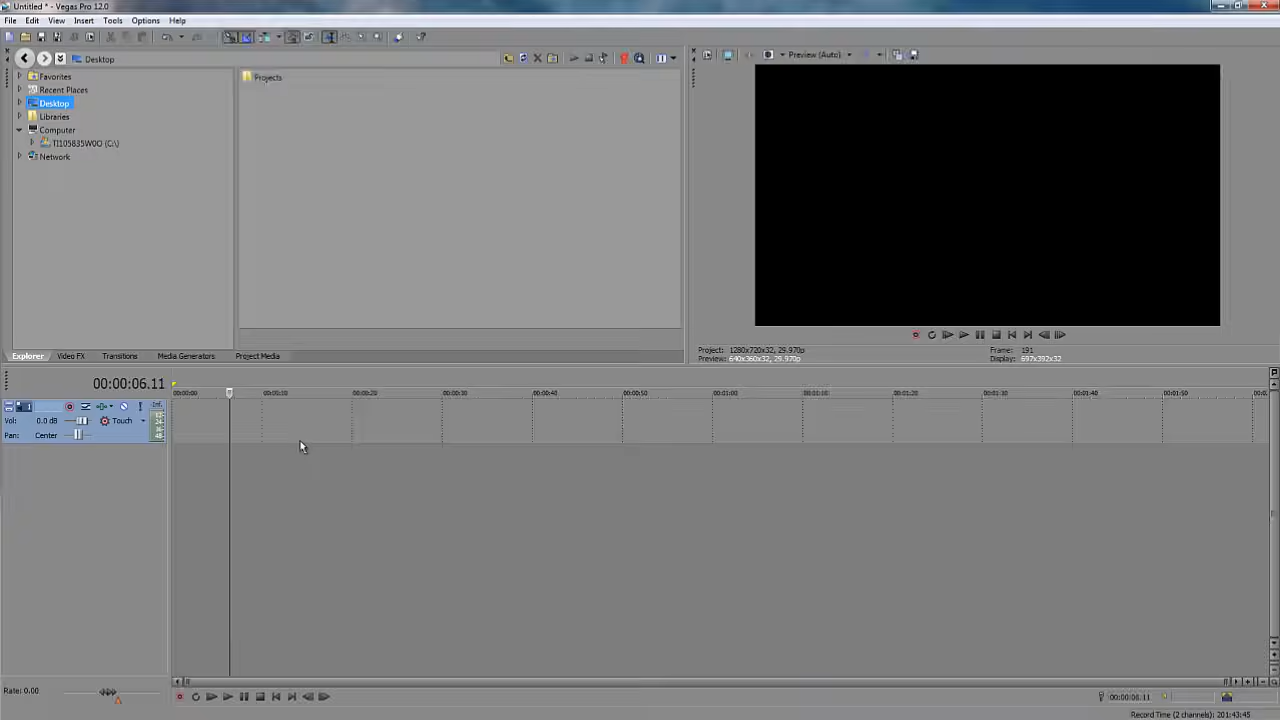 Untitled * - Vegas Pro 12.0
File Edit View Insert Tools Options Help
Desktop
Preview (Auto)
Favorites
Recent Places
Desktop
Libraries
Computer
TI105835W0O (C:\)
Network
Projects
Project: 1280x720x32, 29.970p
Preview: 640x360x32, 29.970p
Frame: 191
Display: 697x392x32
Explorer Video FX Transitions Media Generators Project Media
00:00:06.11
00:00:00 00:00:10 00:00:20 00:00:30 00:00:40 00:00:50 00:01:00 00:01:10 00:01:20 00:01:30 00:01:40 00:01:50 00:0
1
Vol: 0.0 dB Touch
Pan: Center
Rate: 0.00
00:00:06.11
Record Time (2 channels): 201:43:45